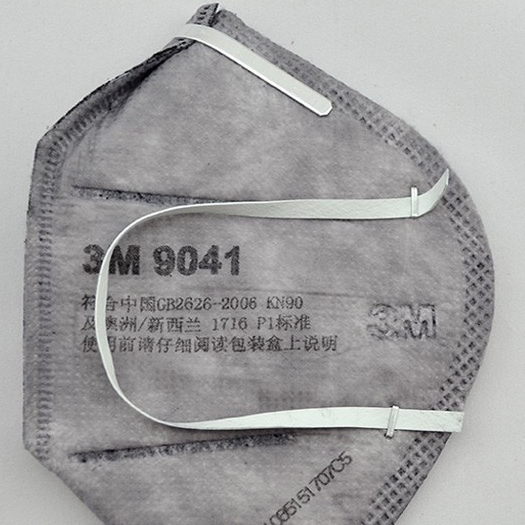 3M 9041
符合中国GB2626-2006 KN90
及澳洲/新西兰 1716 P1标准
使用前请仔细阅读包装盒上说明
3M